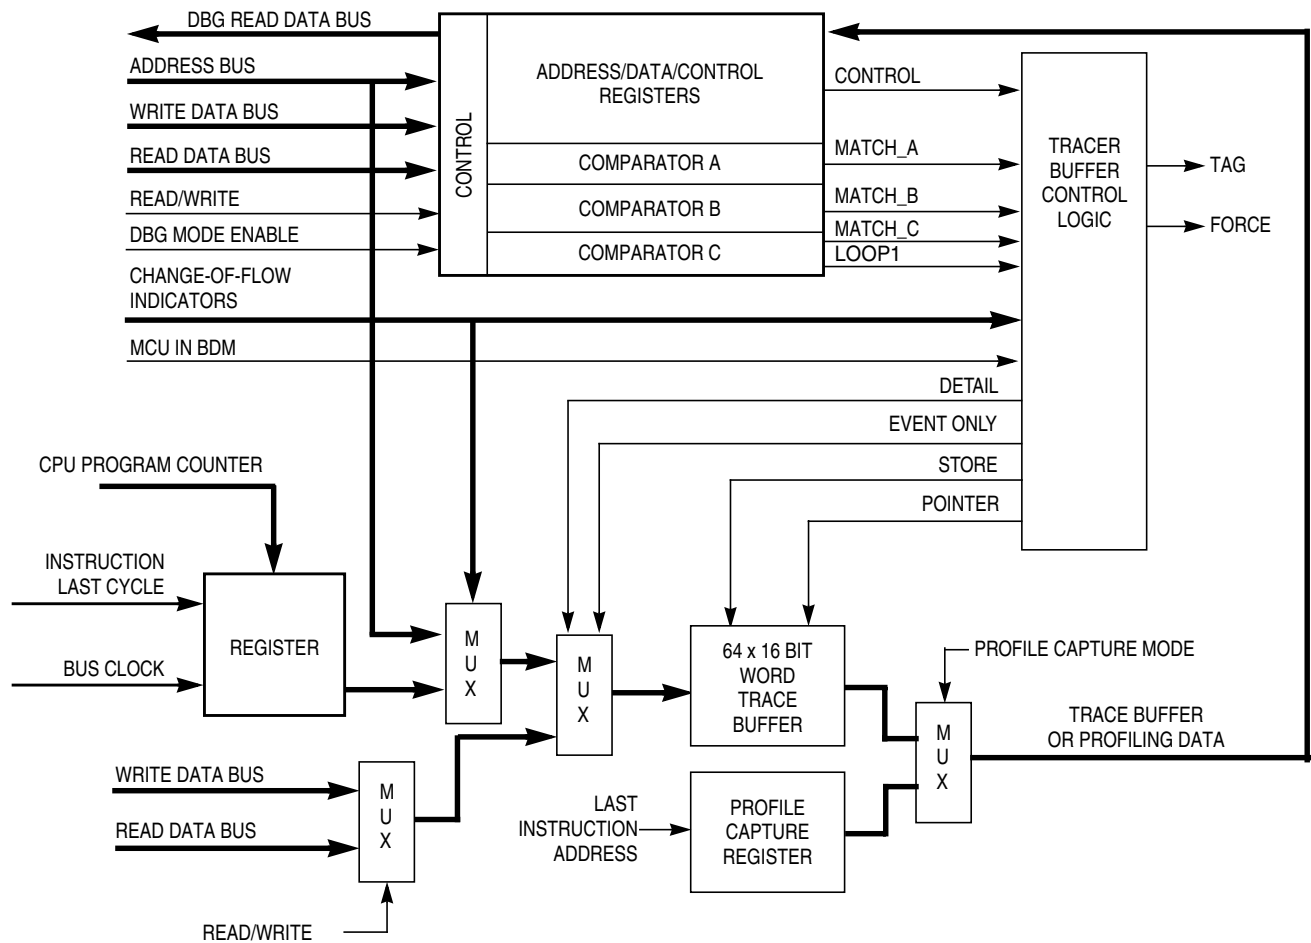 DBG READ DATA BUS
ADDRESS BUS
WRITE DATA BUS
READ DATA BUS
READ/WRITE
DBG MODE ENABLE
CHANGE-OF-FLOW
INDICATORS
MCU IN BDM
CONTROL
ADDRESS/DATA/CONTROL
REGISTERS
COMPARATOR A
COMPARATOR B
COMPARATOR C
CONTROL
MATCH_A
MATCH_B
MATCH_C
LOOP1
TRACER
BUFFER
CONTROL
LOGIC
TAG
FORCE
DETAIL
EVENT ONLY
STORE
POINTER
CPU PROGRAM COUNTER
INSTRUCTION
LAST CYCLE
BUS CLOCK
REGISTER
M
U
X
M
U
X
64 x 16 BIT
WORD
TRACE
BUFFER
PROFILE CAPTURE MODE
M
U
X
TRACE BUFFER
OR PROFILING DATA
WRITE DATA BUS
READ DATA BUS
M
U
X
READ/WRITE
LAST
INSTRUCTION
ADDRESS
PROFILE
CAPTURE
REGISTER